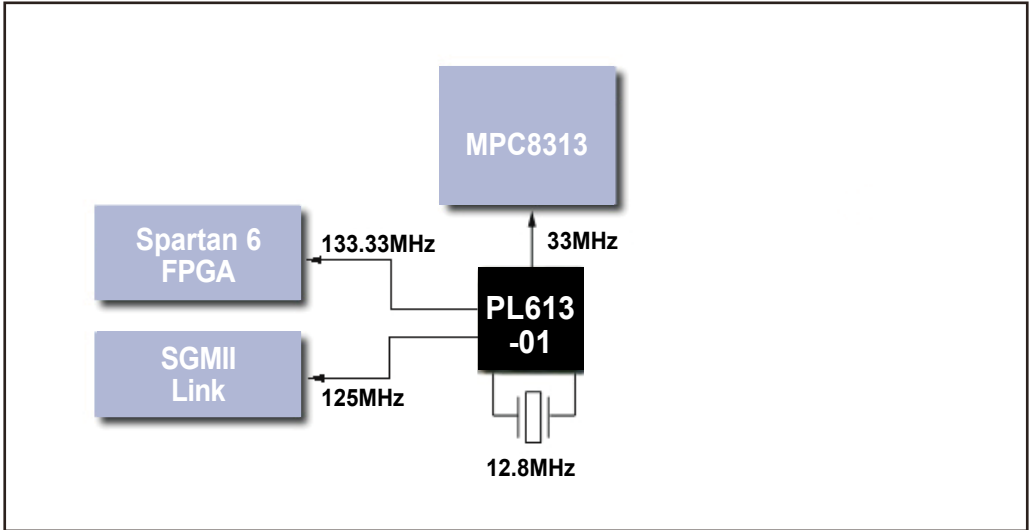 MPC8313
Spartan 6
FPGA
133.33MHz
33MHz
PL613
-01
SGMII
Link
125MHz
12.8MHz